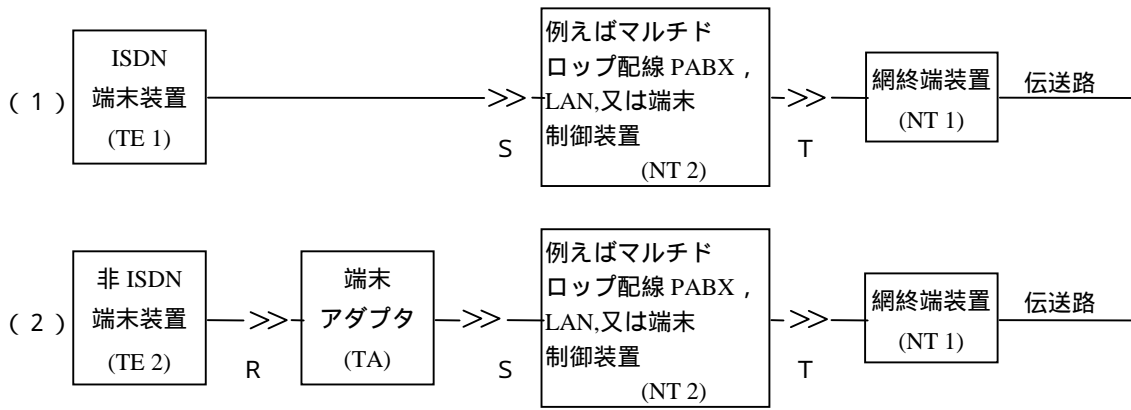 (1)
ISDN
端末装置
(TE 1)
S
例えばマルチド
ロップ配線 PABX ,
LAN,又は端末
制御装置
(NT 2)
T
網終端装置
(NT 1)
伝送路
(2)
非 ISDN
端末装置
(TE 2)
R
端末
アダプタ
(TA)
S
例えばマルチド
ロップ配線 PABX ,
LAN,又は端末
制御装置
(NT 2)
T
網終端装置
(NT 1)
伝送路